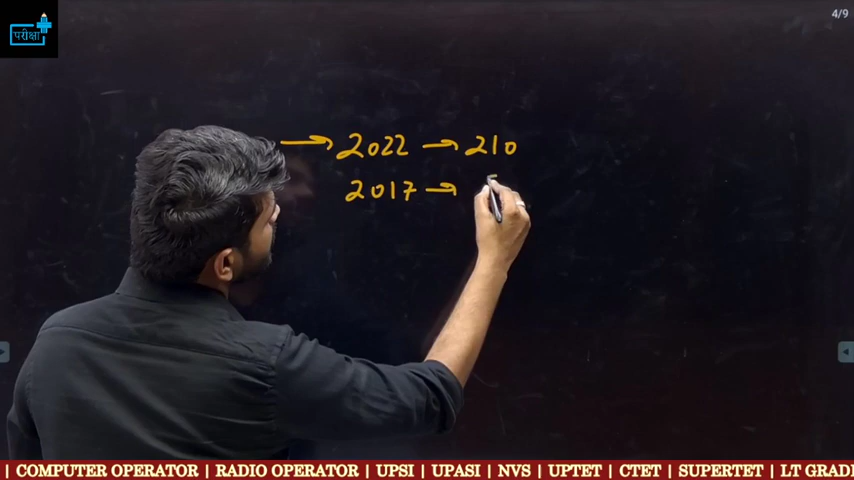 परीक्षा
4/9
→ 2022 → 210
2017 →
| COMPUTER OPERATOR | RADIO OPERATOR | UPSI | UPASI | NVS | UPTET | CTET | SUPERTET | LT GRADE